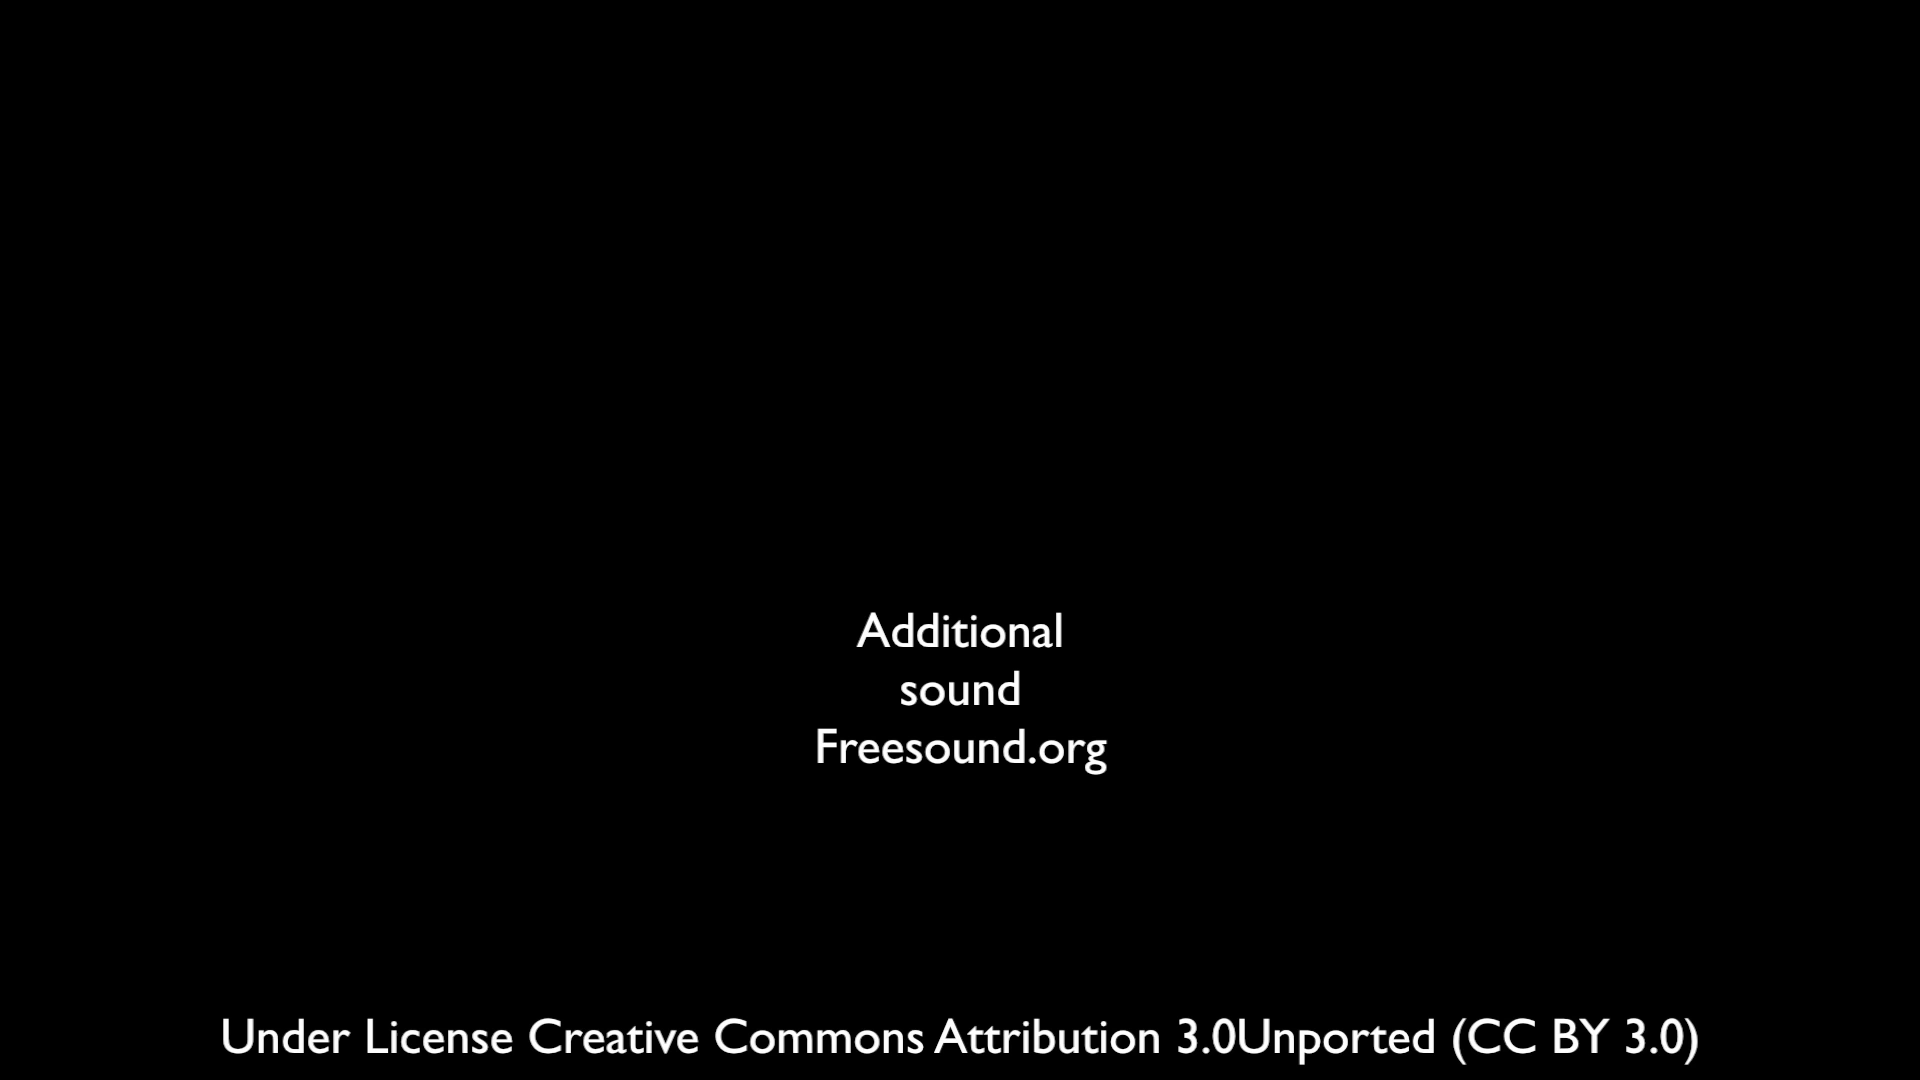 Additional
sound
Freesound.org
Under License Creative Commons Attribution 3.0Unported (CC BY 3.0)